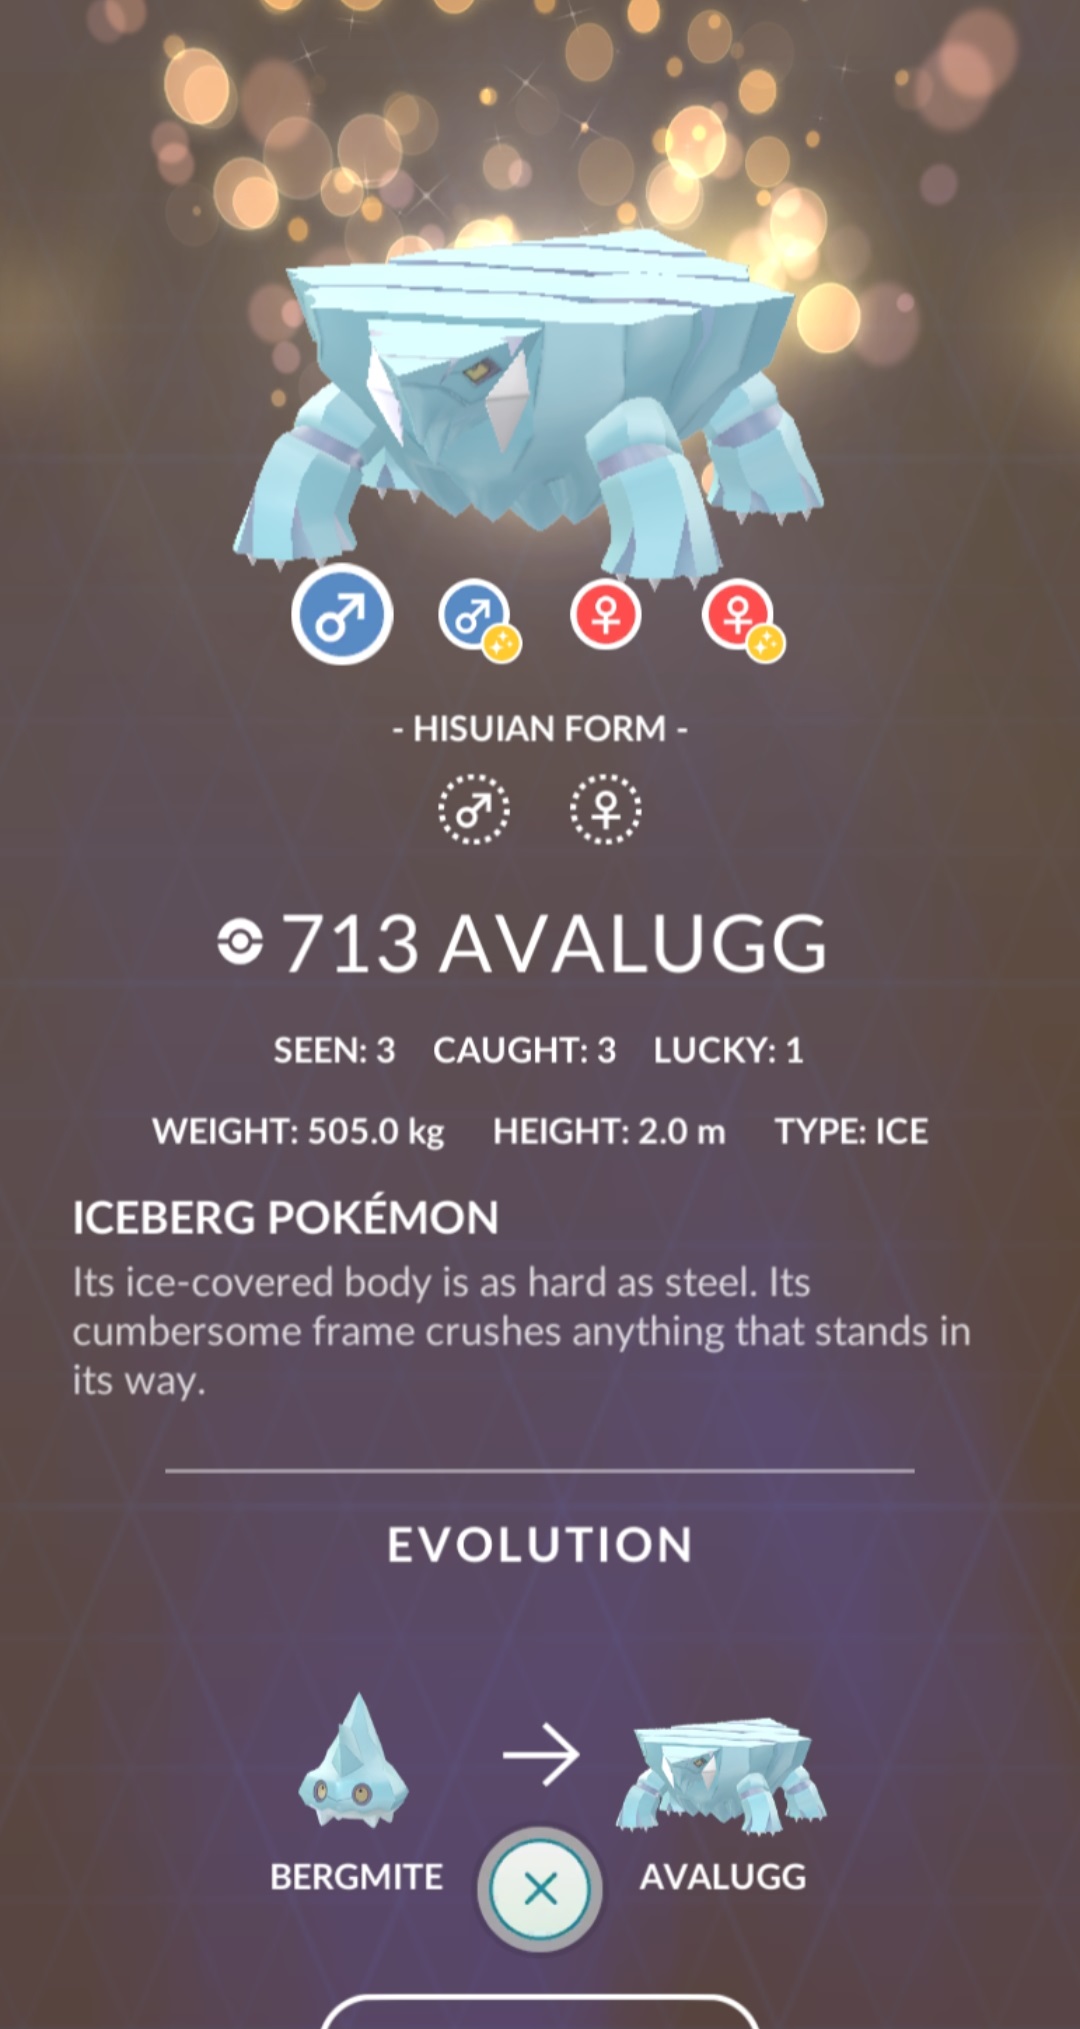 - HISUIAN FORM -
713 AVALUGG
SEEN: 3 CAUGHT: 3 LUCKY: 1
WEIGHT: 505.0 kg HEIGHT: 2.0 m TYPE: ICE
ICEBERG POKÉMON
Its ice-covered body is as hard as steel. Its
cumbersome frame crushes anything that stands in
its way.
EVOLUTION
BERGMITE AVALUGG